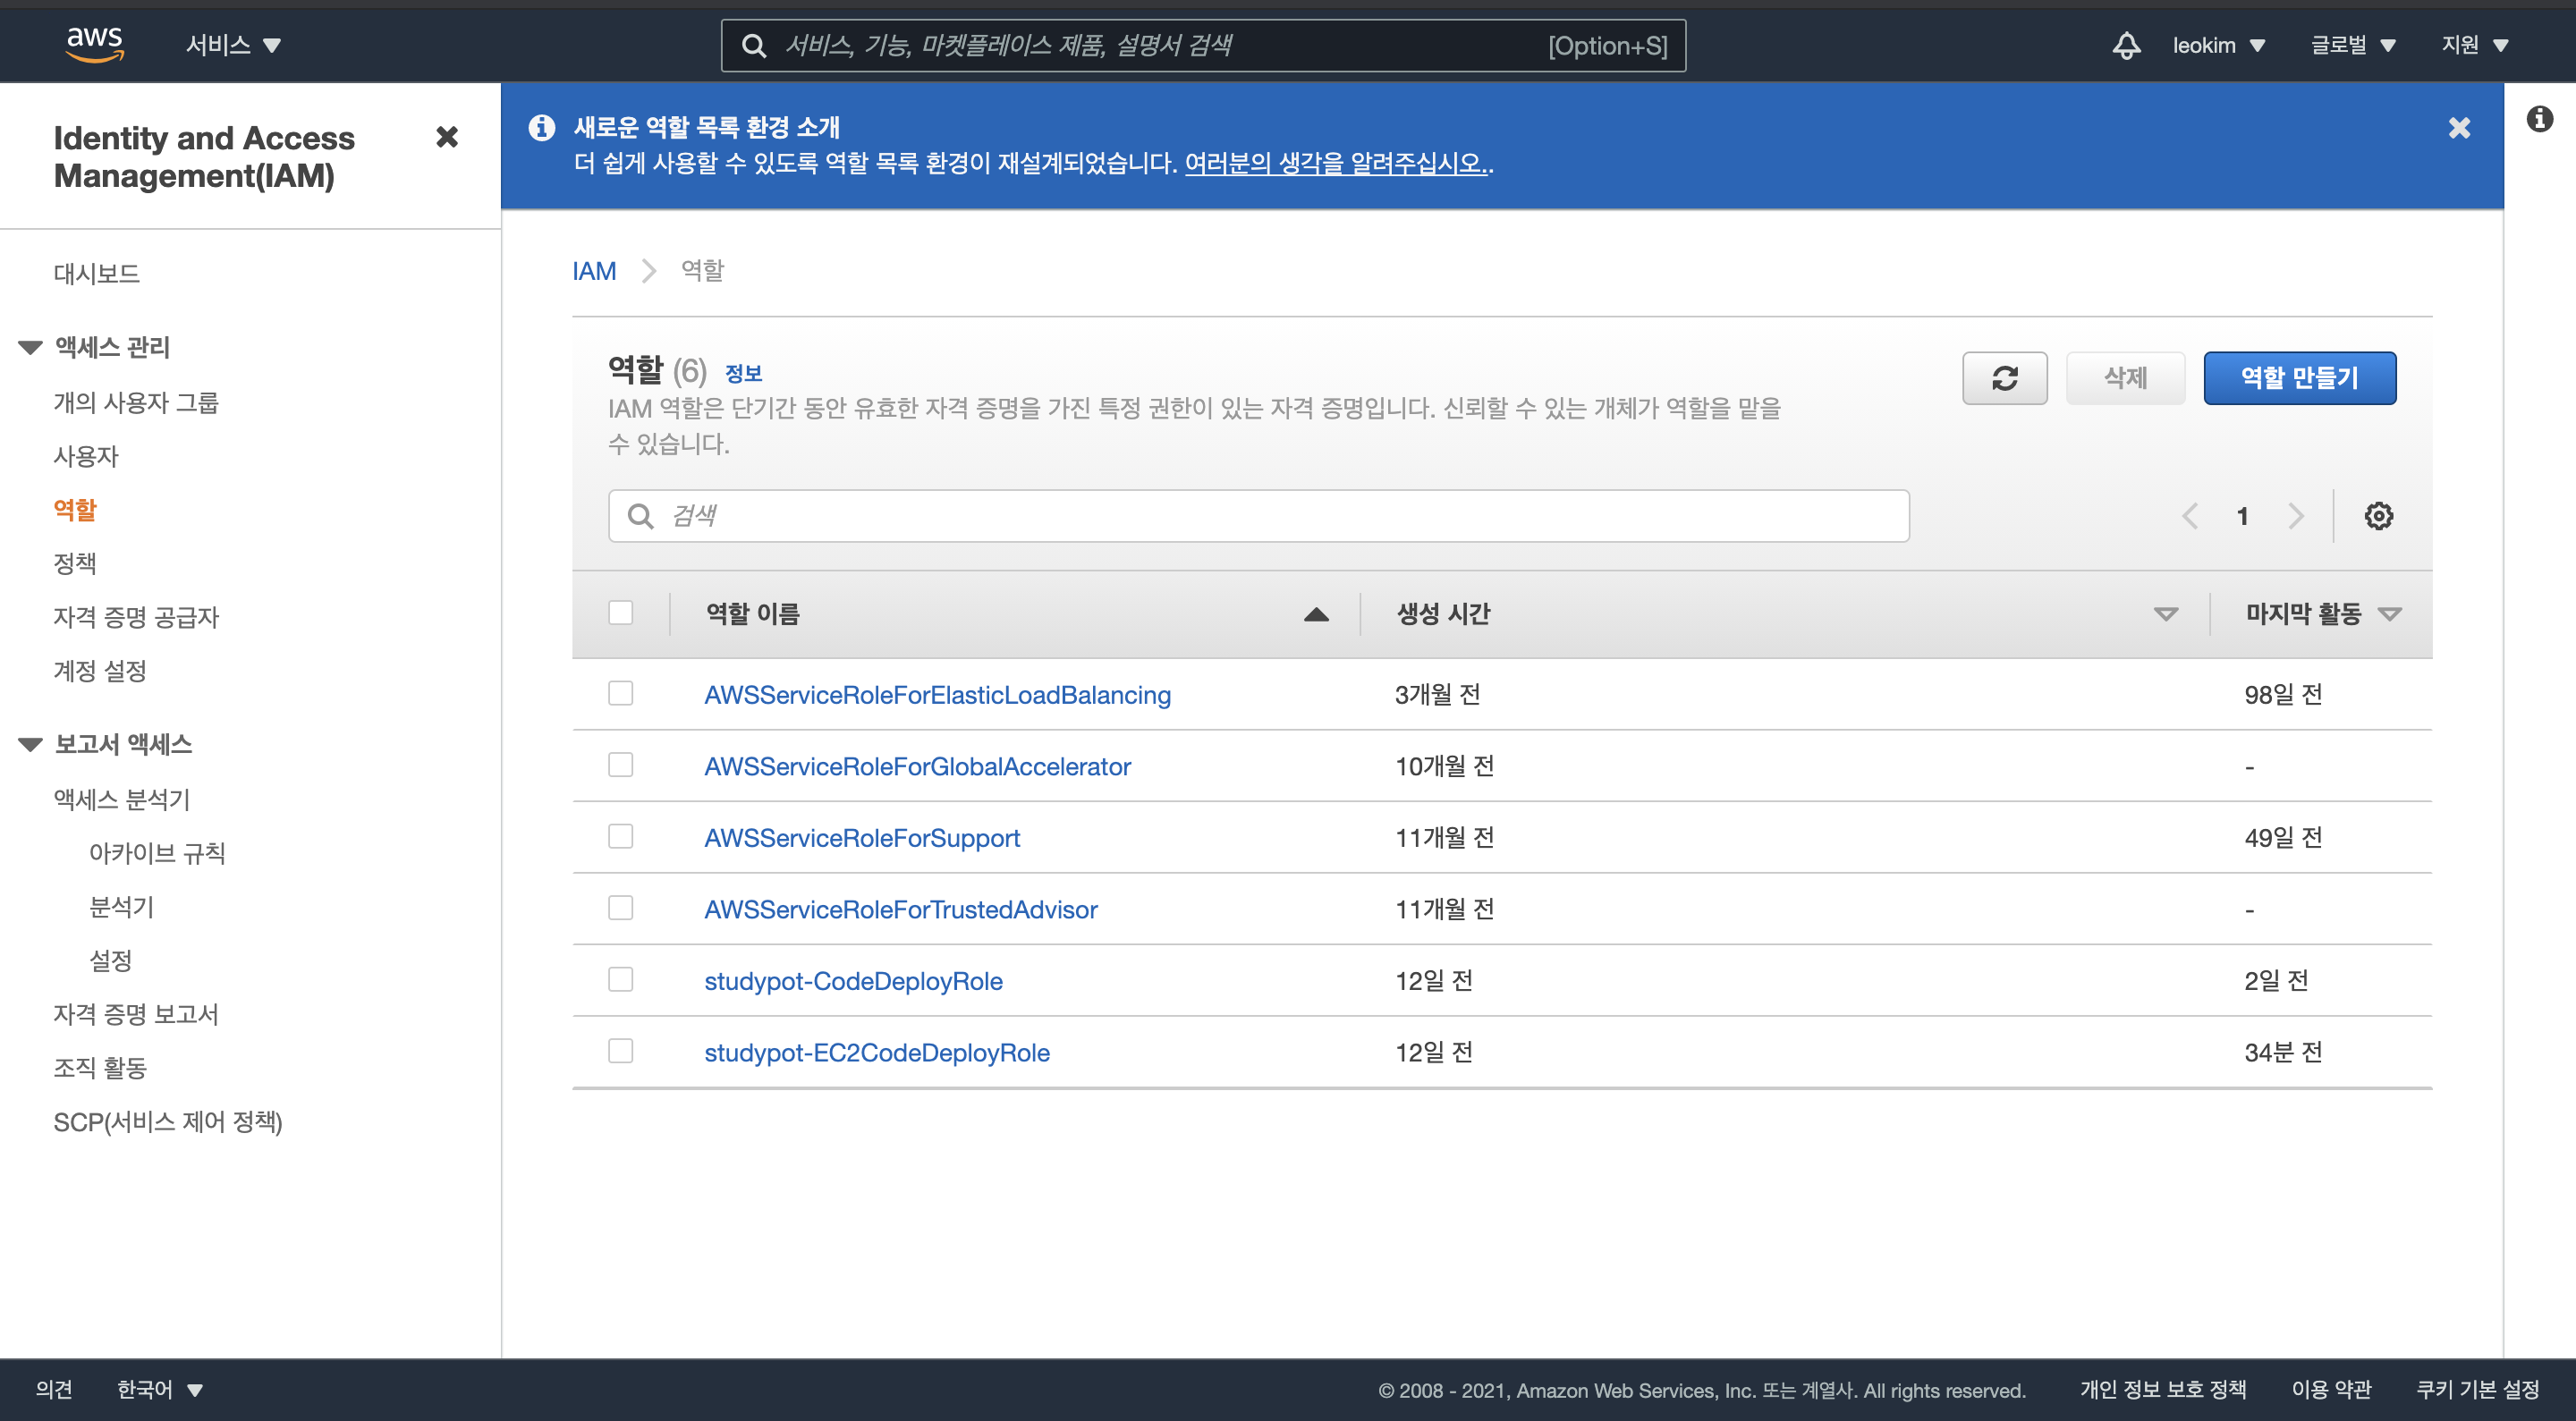 aws
서비스
서비스, 기능, 마켓플레이스 제품, 설명서 검색
[Option+S]
leokim
글로벌
지원
Identity and Access
Management(IAM)
대시보드
액세스 관리
개의 사용자 그룹
사용자
역할
정책
자격 증명 공급자
계정 설정
보고서 액세스
액세스 분석기
아카이브 규칙
분석기
설정
자격 증명 보고서
조직 활동
SCP(서비스 제어 정책)
새로운 역할 목록 환경 소개
더 쉽게 사용할 수 있도록 역할 목록 환경이 재설계되었습니다. 여러분의 생각을 알려주십시오..
IAM
역할
역할 (6) 정보
IAM 역할은 단기간 동안 유효한 자격 증명을 가진 특정 권한이 있는 자격 증명입니다. 신뢰할 수 있는 개체가 역할을 맡을
수 있습니다.
삭제
역할 만들기
검색
1
역할 이름 생성 시간 마지막 활동
AWSServiceRoleForElasticLoadBalancing 3개월 전 98일 전
AWSServiceRoleForGlobalAccelerator 10개월 전 -
AWSServiceRoleForSupport 11개월 전 49일 전
AWSServiceRoleForTrustedAdvisor 11개월 전 -
studypot-CodeDeployRole 12일 전 2일 전
studypot-EC2CodeDeployRole 12일 전 34분 전
의견
한국어
© 2008 - 2021, Amazon Web Services, Inc. 또는 계열사. All rights reserved.
개인 정보 보호 정책
이용 약관
쿠키 기본 설정